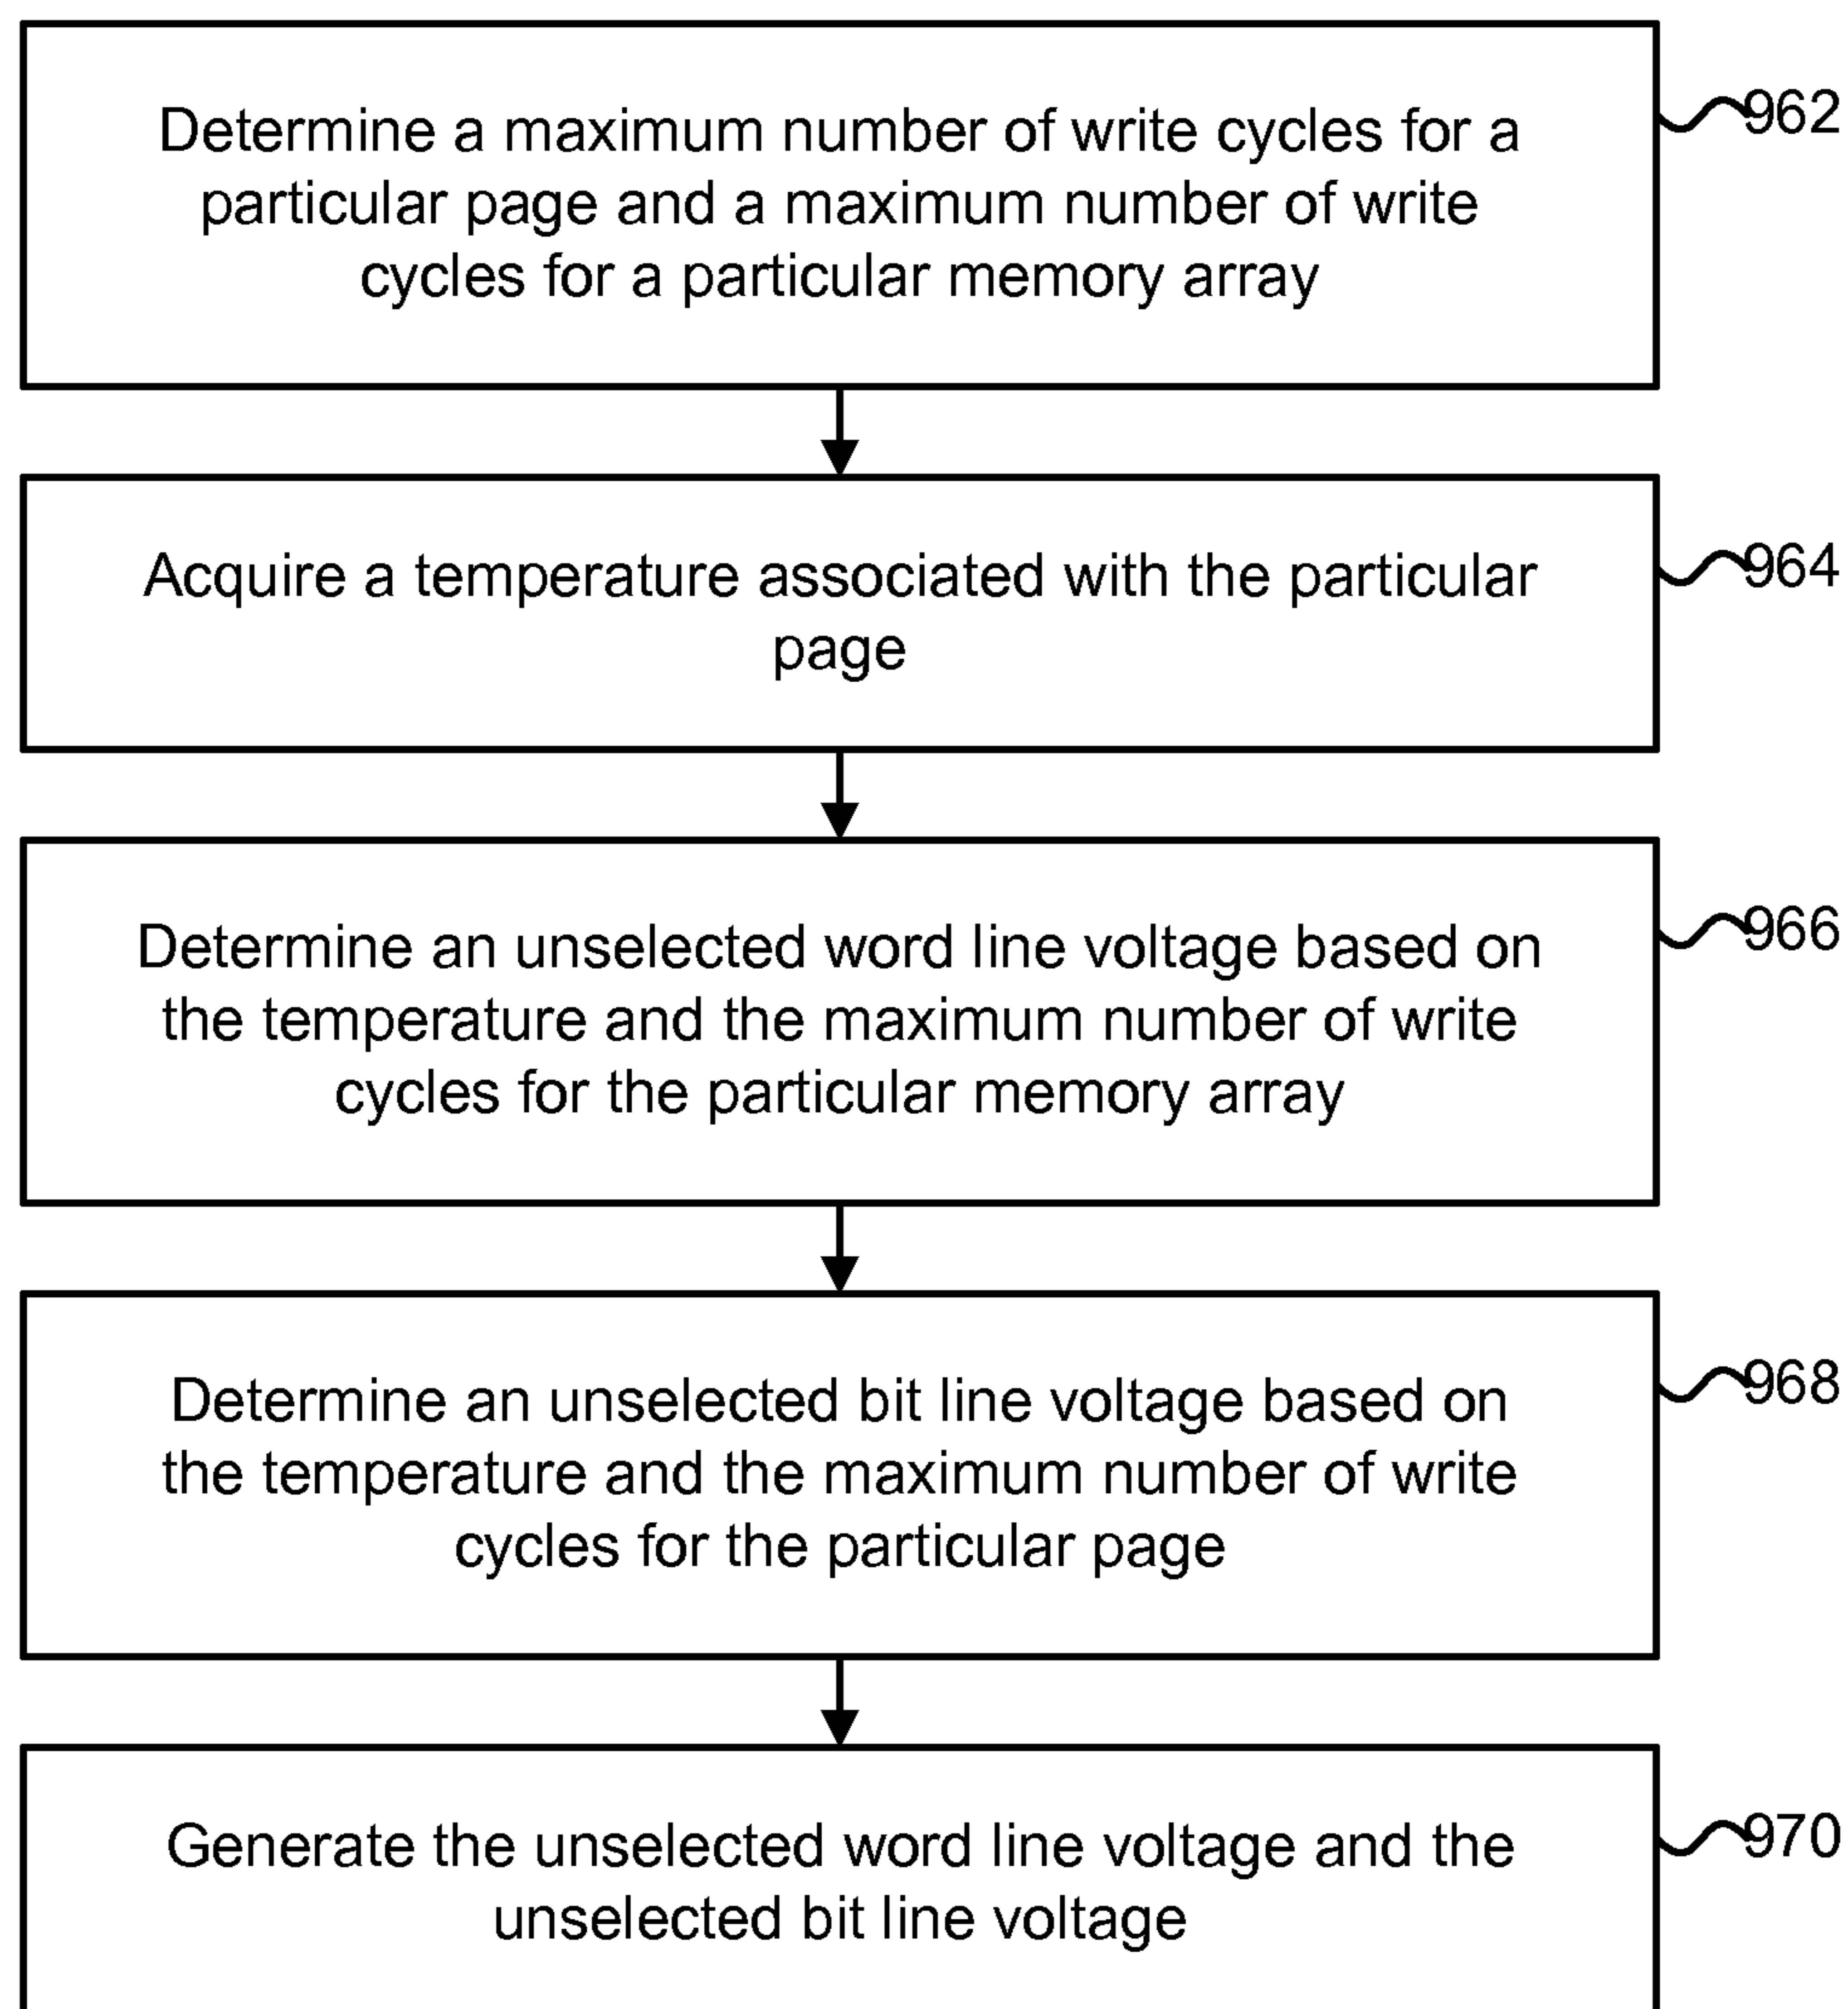 Determine a maximum number of write cycles for a
particular page and a maximum number of write
cycles for a particular memory array
962
Acquire a temperature associated with the particular
page
964
Determine an unselected word line voltage based on
the temperature and the maximum number of write
cycles for the particular memory array
966
Determine an unselected bit line voltage based on
the temperature and the maximum number of write
cycles for the particular page
968
Generate the unselected word line voltage and the
unselected bit line voltage
970